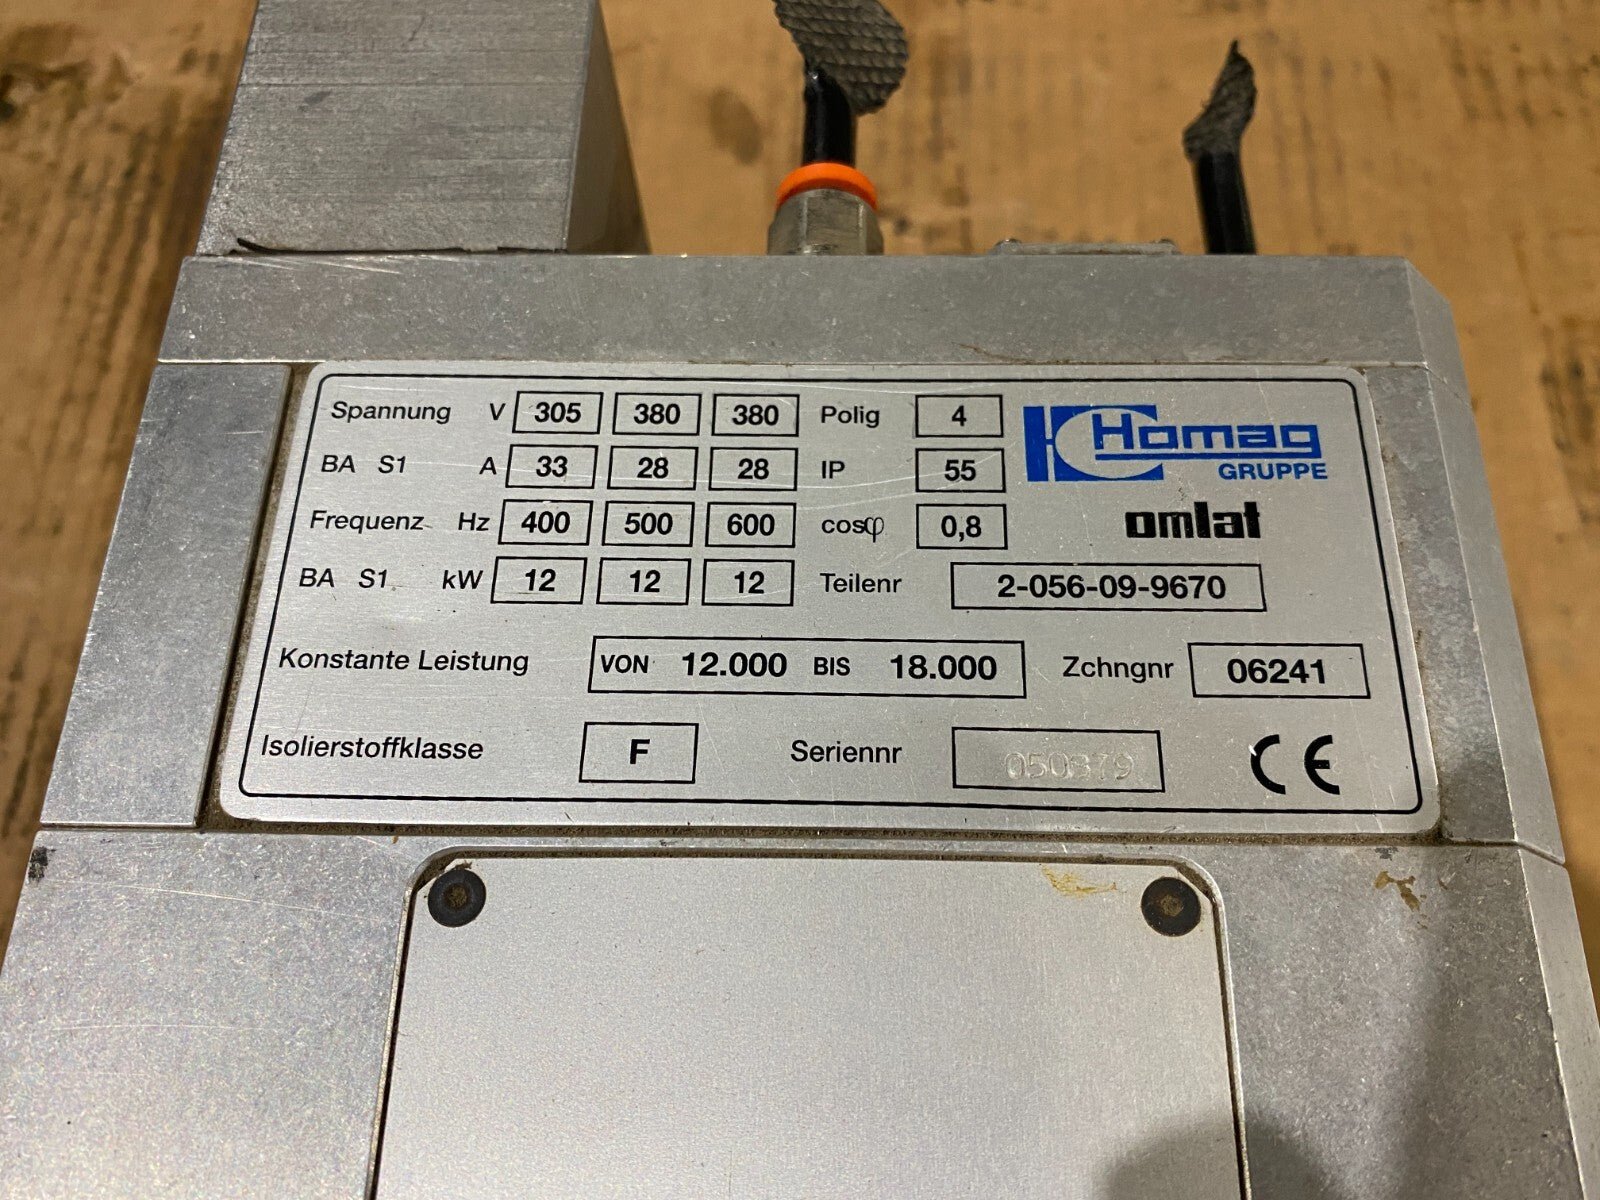 Spannung V 305 380 380 Polig 4
BA S1 A 33 28 28 IP 55
Frequenz Hz 400 500 600 cosφ 0,8
BA S1 kW 12 12 12 Teilenr 2-056-09-9670
Homag
GRUPPE
omlat
Konstante Leistung VON 12.000 BIS 18.000 Zchngnr 06241
Isolierstoffklasse F Seriennr 050879 CE